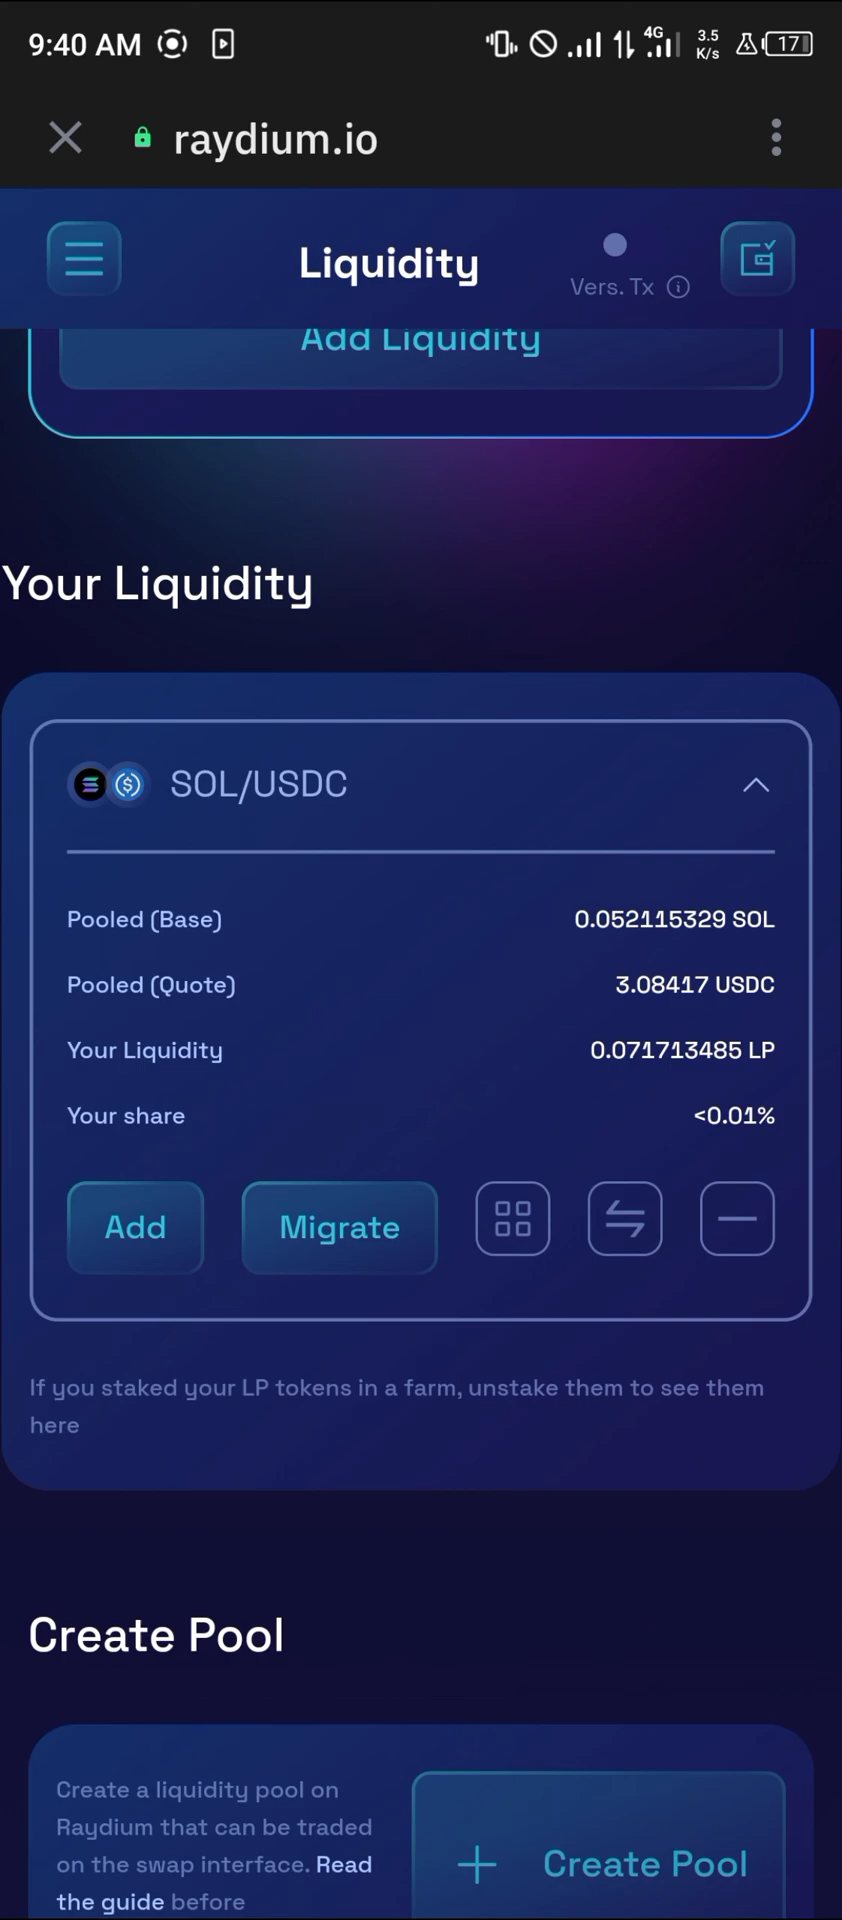 9:40 AM 4G 3.5 K/s 17
raydium.io
Liquidity
Vers. Tx
Add Liquidity
Your Liquidity
SOL/USDC
Pooled (Base) 0.052115329 SOL
Pooled (Quote) 3.08417 USDC
Your Liquidity 0.071713485 LP
Your share <0.01%
Add Migrate
If you staked your LP tokens in a farm, unstake them to see them
here
Create Pool
Create a liquidity pool on
Raydium that can be traded
on the swap interface. Read
the guide before
Create Pool